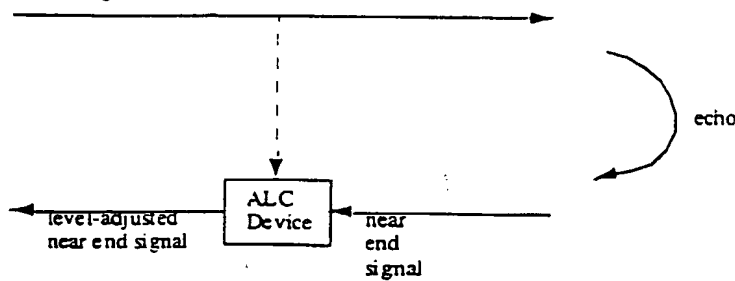 echo
ALC
Device
level-adjusted
near end signal
near
end
signal